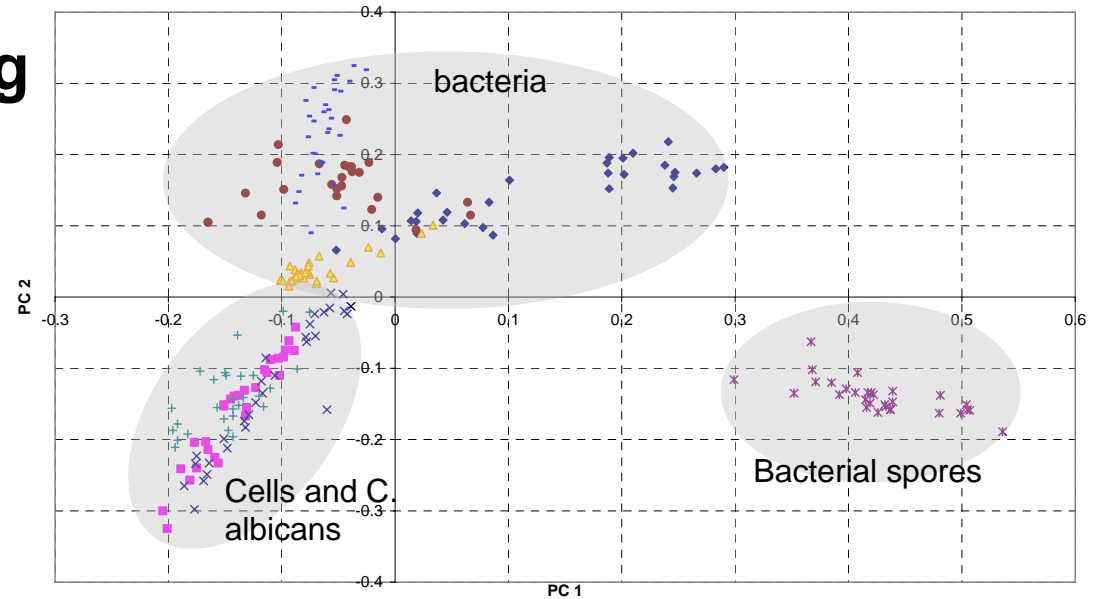 g
0.4
0.3
bacteria
0.2
0.1
0
-0.3
-0.2
-0.1
0
0,1
0,2
0,3
0,4
0,5
0,6
-0.1
-0.2
-0.3
-0.4
PC 2
Bacterial spores
Cells and C.
albicans
PC 1